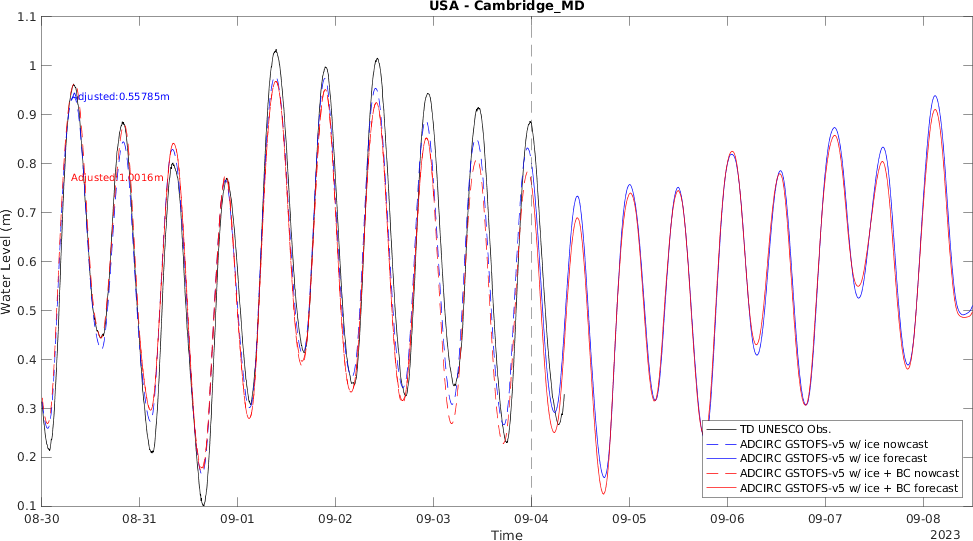 USA - Cambridge_MD
1.1
1
0.9
0.8
0.7
0.6
0.5
0.4
0.3
0.2
0.1
Water Level (m)
Adjusted:0.55785m
Adjusted:1.0016m
TD UNESCO Obs.
ADCIRC GSTOFS-v5 w/ ice nowcast
ADCIRC GSTOFS-v5 w/ ice forecast
ADCIRC GSTOFS-v5 w/ ice + BC nowcast
ADCIRC GSTOFS-v5 w/ ice + BC forecast
08-30 08-31 09-01 09-02 09-03 09-04 09-05 09-06 09-07 09-08
Time
2023